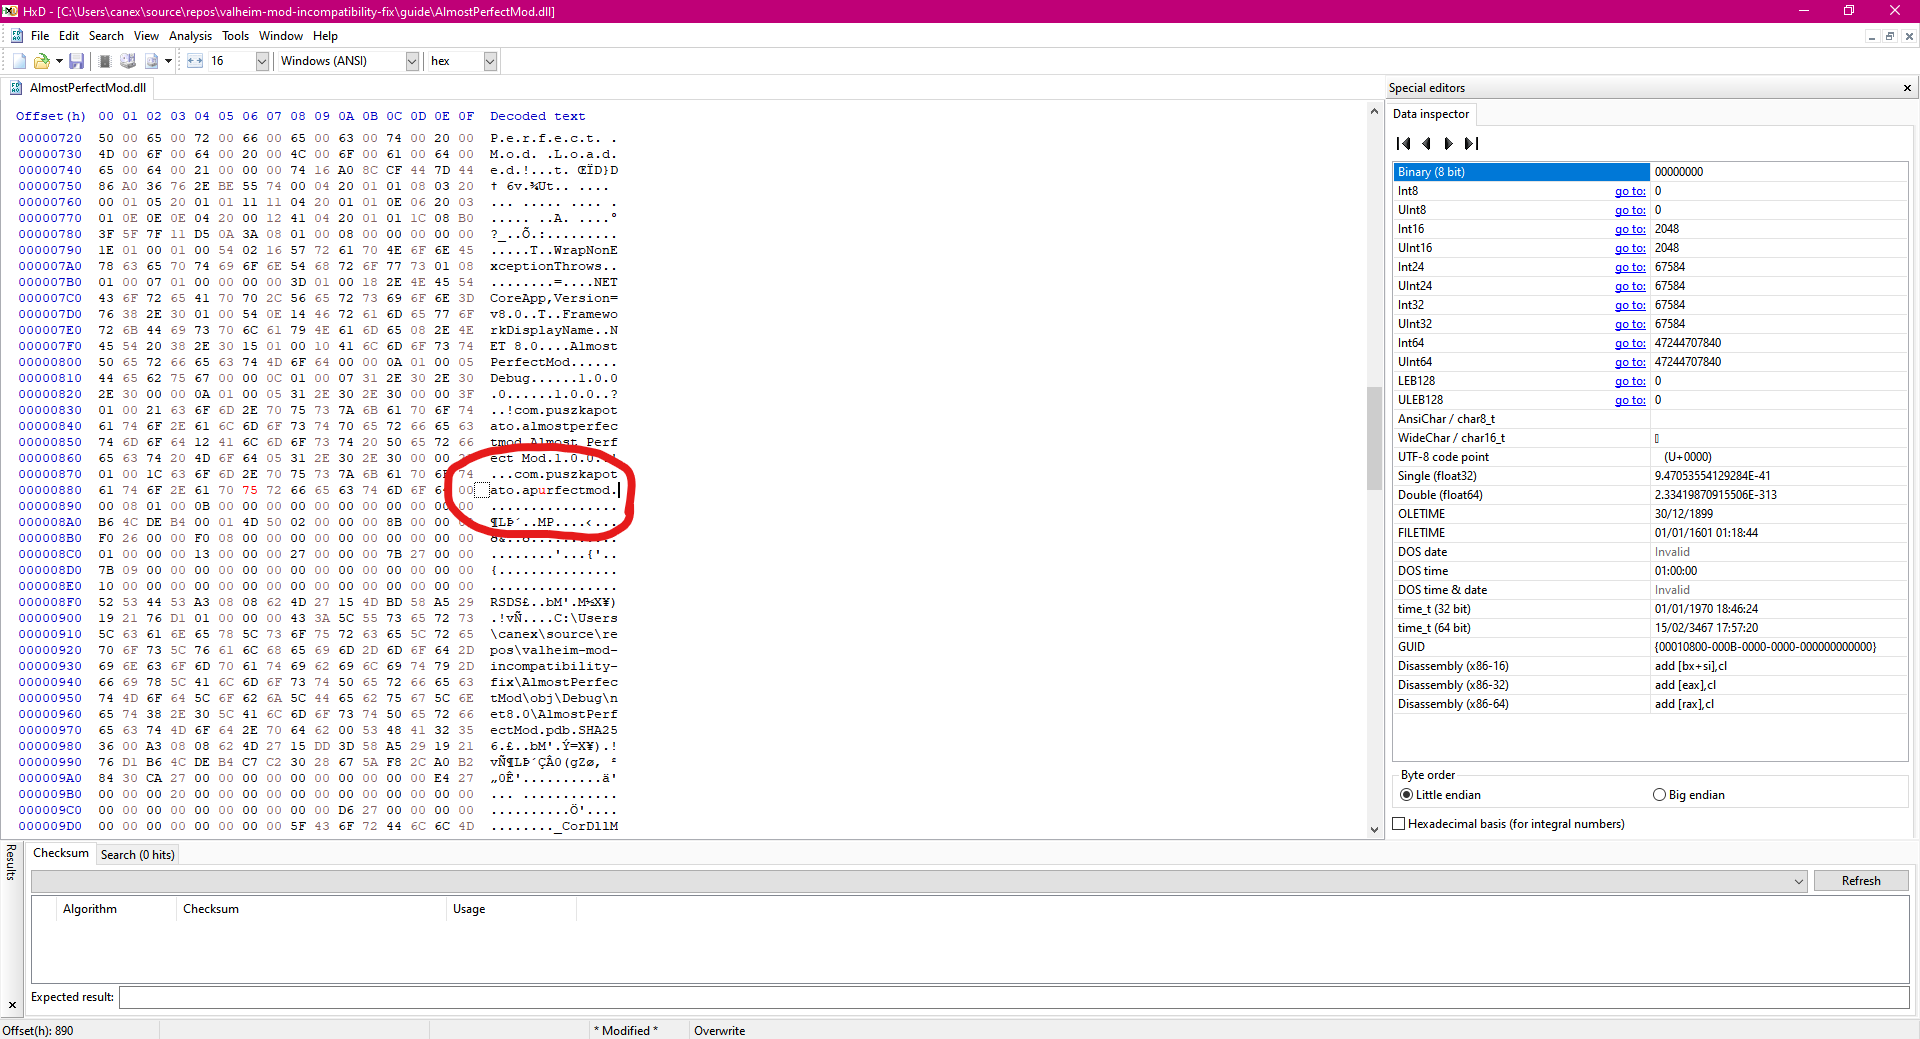 HxD - [C:\Users\canex\source\repos\valheim-mod-incompatibility-fix\guide\AlmostPerfectMod.dll]
File Edit Search View Analysis Tools Window Help
16 Windows (ANSI) hex
AlmostPerfectMod.dll
Offset(h) 00 01 02 03 04 05 06 07 08 09 0A 0B 0C 0D 0E 0F Decoded text
00000720 50 00 65 00 72 00 66 00 65 00 63 00 74 00 20 00 P.e.r.f.e.c.t. .
00000730 4D 00 6F 00 64 00 20 00 4C 00 6F 00 61 00 64 00 M.o.d. .L.o.a.d.
00000740 65 00 64 00 21 00 00 00 74 16 A0 8C CF 44 7D 44 e.d.!...t. ŒÏD}D
00000750 86 A0 36 76 2E BE 55 74 00 04 20 01 01 08 03 20 † 6v.¾Ut.. ....
00000760 00 01 05 20 01 01 11 11 04 20 01 01 0E 06 20 03 ... ..... .... .
00000770 01 0E 0E 0E 04 20 00 12 41 04 20 01 01 1C 08 B0 ..... ..A. ....°
00000780 3F 5F 7F 11 D5 0A 3A 08 01 00 08 00 00 00 00 00 ?_..Õ.:.........
00000790 1E 01 00 01 00 54 02 16 57 72 61 70 4E 6F 6E 45 .....T..WrapNonE
000007A0 78 63 65 70 74 69 6F 6E 54 68 72 6F 77 73 01 08 xceptionThrows..
000007B0 01 00 07 01 00 00 00 00 3D 01 00 18 2E 4E 45 54 ........=....NET
000007C0 43 6F 72 65 41 70 70 2C 56 65 72 73 69 6F 6E 3D CoreApp,Version=
000007D0 76 38 2E 30 01 00 54 0E 14 46 72 61 6D 65 77 6F v8.0..T..Framewo
000007E0 72 6B 44 69 73 70 6C 61 79 4E 61 6D 65 08 2E 4E rkDisplayName..N
000007F0 45 54 20 38 2E 30 15 01 00 10 41 6C 6D 6F 73 74 ET 8.0....Almost
00000800 50 65 72 66 65 63 74 4D 6F 64 00 00 0A 01 00 05 PerfectMod......
00000810 44 65 62 75 67 00 00 0C 01 00 07 31 2E 30 2E 30 Debug......1.0.0
00000820 2E 30 00 00 0A 01 00 05 31 2E 30 2E 30 00 00 3F .0......1.0.0..?
00000830 01 00 21 63 6F 6D 2E 70 75 73 7A 6B 61 70 6F 74 ..!com.puszkapot
00000840 61 74 6F 2E 61 6C 6D 6F 73 74 70 65 72 66 65 63 ato.almostperfec
00000850 74 6D 6F 64 12 41 6C 6D 6F 73 74 20 50 65 72 66 tmod.Almost Perf
00000860 65 63 74 20 4D 6F 64 05 31 2E 30 2E 30 00 00 ect Mod.1.0.0.
00000870 01 00 1C 63 6F 6D 2E 70 75 73 7A 6B 61 70 74 ...com.puszkapot
00000880 61 74 6F 2E 61 70 75 72 66 65 63 74 6D 6F 00 ato.apurfectmod.
00000890 00 08 01 00 0B 00 00 00 00 00 00 00 00 00 00 00 ................
000008A0 B6 4C DE B4 00 01 4D 50 02 00 00 00 8B 00 00 ¶LÞ´..MP....‹...
000008B0 F0 26 00 00 F0 08 00 00 00 00 00 00 00 00 00 00
000008C0 01 00 00 00 13 00 00 00 27 00 00 00 7B 27 00 00 ........'...{'..
000008D0 7B 09 00 00 00 00 00 00 00 00 00 00 00 00 00 00 {...............
000008E0 10 00 00 00 00 00 00 00 00 00 00 00 00 00 00 00 ................
000008F0 52 53 44 53 A3 08 08 62 4D 27 15 4D BD 58 A5 29 RSDS£..bM'.M½X¥)
00000900 19 21 76 D1 01 00 00 00 43 3A 5C 55 73 65 72 73 .!vÑ....C:\Users
00000910 5C 63 61 6E 65 78 5C 73 6F 75 72 63 65 5C 72 65 \canex\source\re
00000920 70 6F 73 5C 76 61 6C 68 65 69 6D 2D 6D 6F 64 2D pos\valheim-mod-
00000930 69 6E 63 6F 6D 70 61 74 69 62 69 6C 69 74 79 2D incompatibility-
00000940 66 69 78 5C 41 6C 6D 6F 73 74 50 65 72 66 65 63 fix\AlmostPerfec
00000950 74 4D 6F 64 5C 6F 62 6A 5C 44 65 62 75 67 5C 6E tMod\obj\Debug\n
00000960 65 74 38 2E 30 5C 41 6C 6D 6F 73 74 50 65 72 66 et8.0\AlmostPerf
00000970 65 63 74 4D 6F 64 2E 70 64 62 00 53 48 41 32 35 ectMod.pdb.SHA25
00000980 36 00 A3 08 08 62 4D 27 15 DD 3D 58 A5 29 19 21 6.£..bM'.Ý=X¥).!
00000990 76 D1 B6 4C DE B4 C7 C2 30 28 67 5A F8 2C A0 B2 vÑ¶LÞ´ÇÂ0(gZø, ²
000009A0 84 30 CA 27 00 00 00 00 00 00 00 00 00 00 E4 27 „0Ê'..........ä'
000009B0 00 00 00 20 00 00 00 00 00 00 00 00 00 00 00 00 ... ............
000009C0 00 00 00 00 00 00 00 00 00 00 D6 27 00 00 00 00 ..........Ö'....
000009D0 00 00 00 00 00 00 00 00 5F 43 6F 72 44 6C 6C 4D ........_CorDllM
Special editors
Data inspector
Binary (8 bit) 00000000
Int8 go to: 0
UInt8 go to: 0
Int16 go to: 2048
UInt16 go to: 2048
Int24 go to: 67584
UInt24 go to: 67584
Int32 go to: 67584
UInt32 go to: 67584
Int64 go to: 47244707840
UInt64 go to: 47244707840
LEB128 go to: 0
ULEB128 go to: 0
AnsiChar / char8_t
WideChar / char16_t
UTF-8 code point (U+0000)
Single (float32) 9.47053554129284E-41
Double (float64) 2.33419870915506E-313
OLETIME 30/12/1899
FILETIME 01/01/1601 01:18:44
DOS date Invalid
DOS time 01:00:00
DOS time & date Invalid
time_t (32 bit) 01/01/1970 18:46:24
time_t (64 bit) 15/02/3467 17:57:20
GUID {00010800-000B-0000-0000-000000000000}
Disassembly (x86-16) add [bx+si],cl
Disassembly (x86-32) add [eax],cl
Disassembly (x86-64) add [rax],cl
Byte order
Little endian Big endian
Hexadecimal basis (for integral numbers)
Results
Checksum Search (0 hits)
Refresh
Algorithm Checksum Usage
Expected result:
Offset(h): 890 * Modified * Overwrite